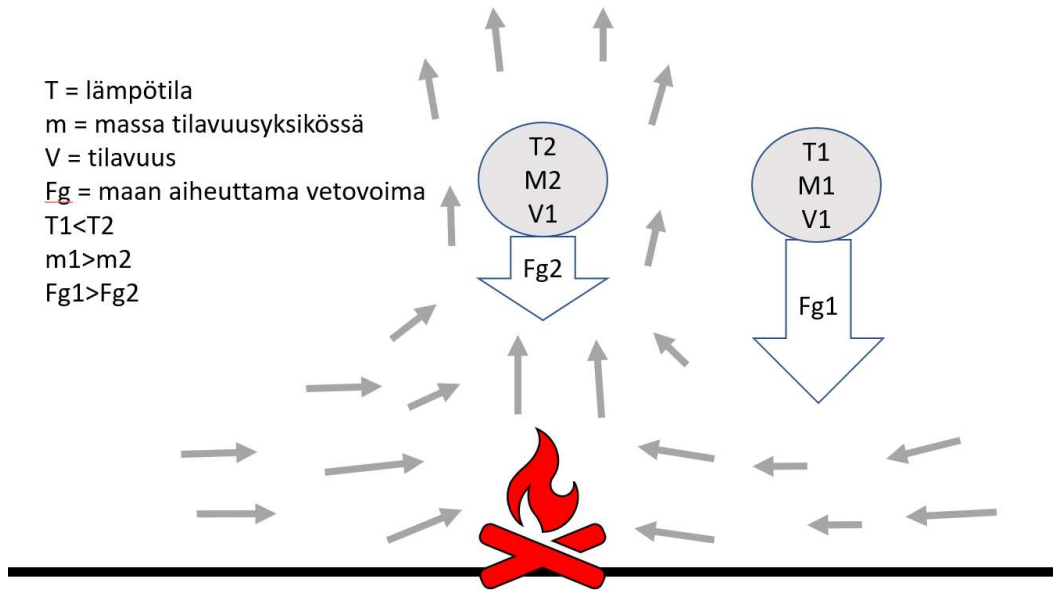 T = lämpötila
m = massa tilavuusyksikössä
V = tilavuus
Fg = maan aiheuttama vetovoima
T1<T2
m1>m2
Fg1>Fg2
T2
M2
V1
Fg2
T1
M1
V1
Fg1